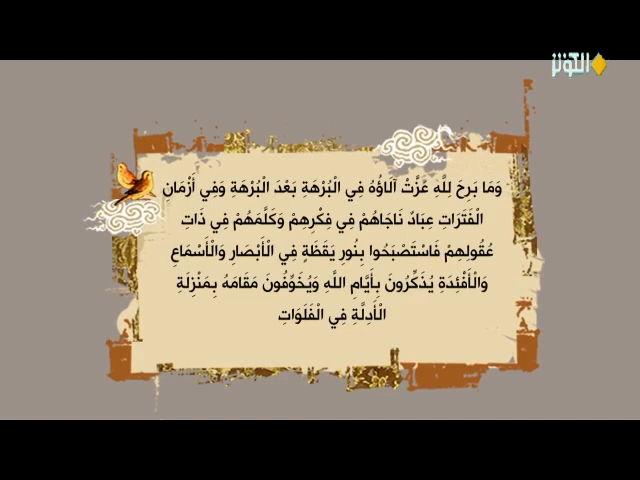 الكوثر
وَمَا بَرِحَ لِلَّهِ عَزَّتْ آلَاؤُهُ فِي الْبُرْهَةِ بَعْدَ الْبُرْهَةِ وَفِي أَزْمَانِ
الْفَتَرَاتِ عِبَادٌ نَاجَاهُمْ فِي فِكْرِهِمْ وَكَلَّمَهُمْ فِي ذَاتِ
عُقُولِهِمْ فَاسْتَصْبَحُوا بِنُورِ يَقَظَةٍ فِي الْأَبْصَارِ وَالْأَسْمَاعِ
وَالْأَفْئِدَةِ يُذَكِّرُونَ بِأَيَّامِ اللَّهِ وَيُخَوِّفُونَ مَقَامَهُ بِمَنْزِلَةِ
الْأَدِلَّةِ فِي الْفَلَوَاتِ